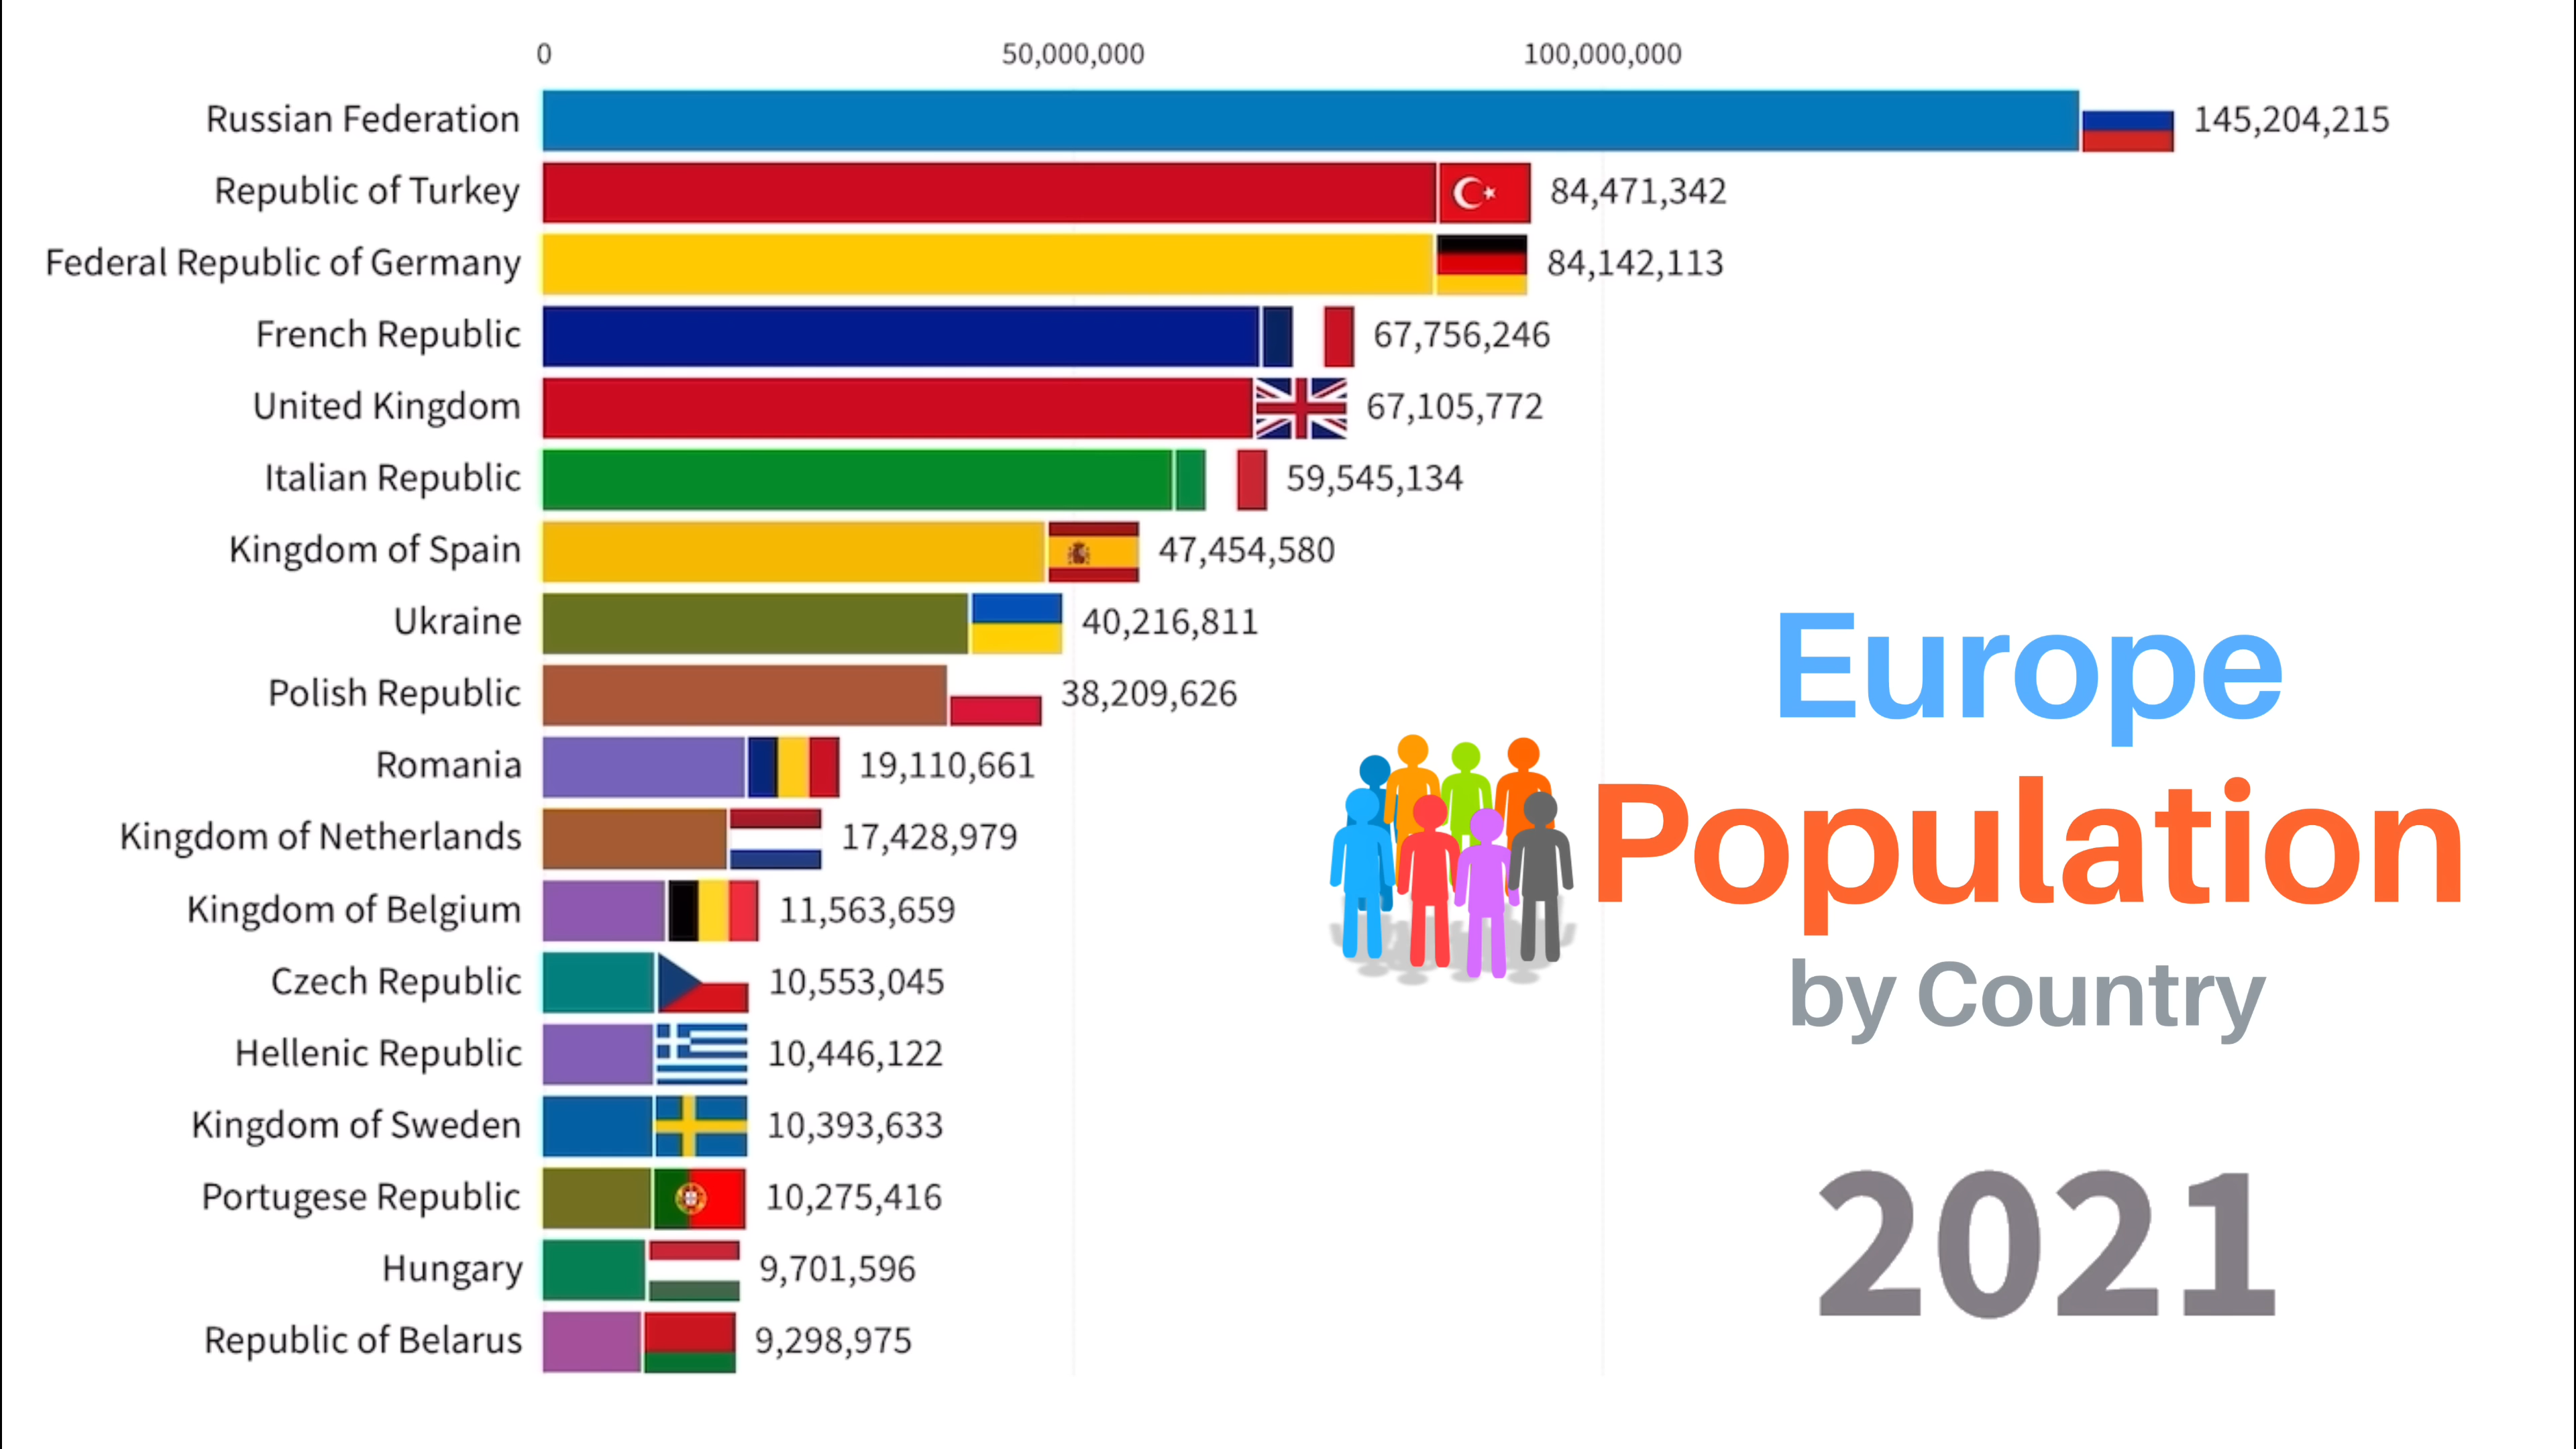 0 50,000,000 100,000,000
Russian Federation 145,204,215
Republic of Turkey 84,471,342
Federal Republic of Germany 84,142,113
French Republic 67,756,246
United Kingdom 67,105,772
Italian Republic 59,545,134
Kingdom of Spain 47,454,580
Ukraine 40,216,811
Polish Republic 38,209,626
Romania 19,110,661
Kingdom of Netherlands 17,428,979
Kingdom of Belgium 11,563,659
Czech Republic 10,553,045
Hellenic Republic 10,446,122
Kingdom of Sweden 10,393,633
Portugese Republic 10,275,416
Hungary 9,701,596
Republic of Belarus 9,298,975
Europe
Population
by Country
2021